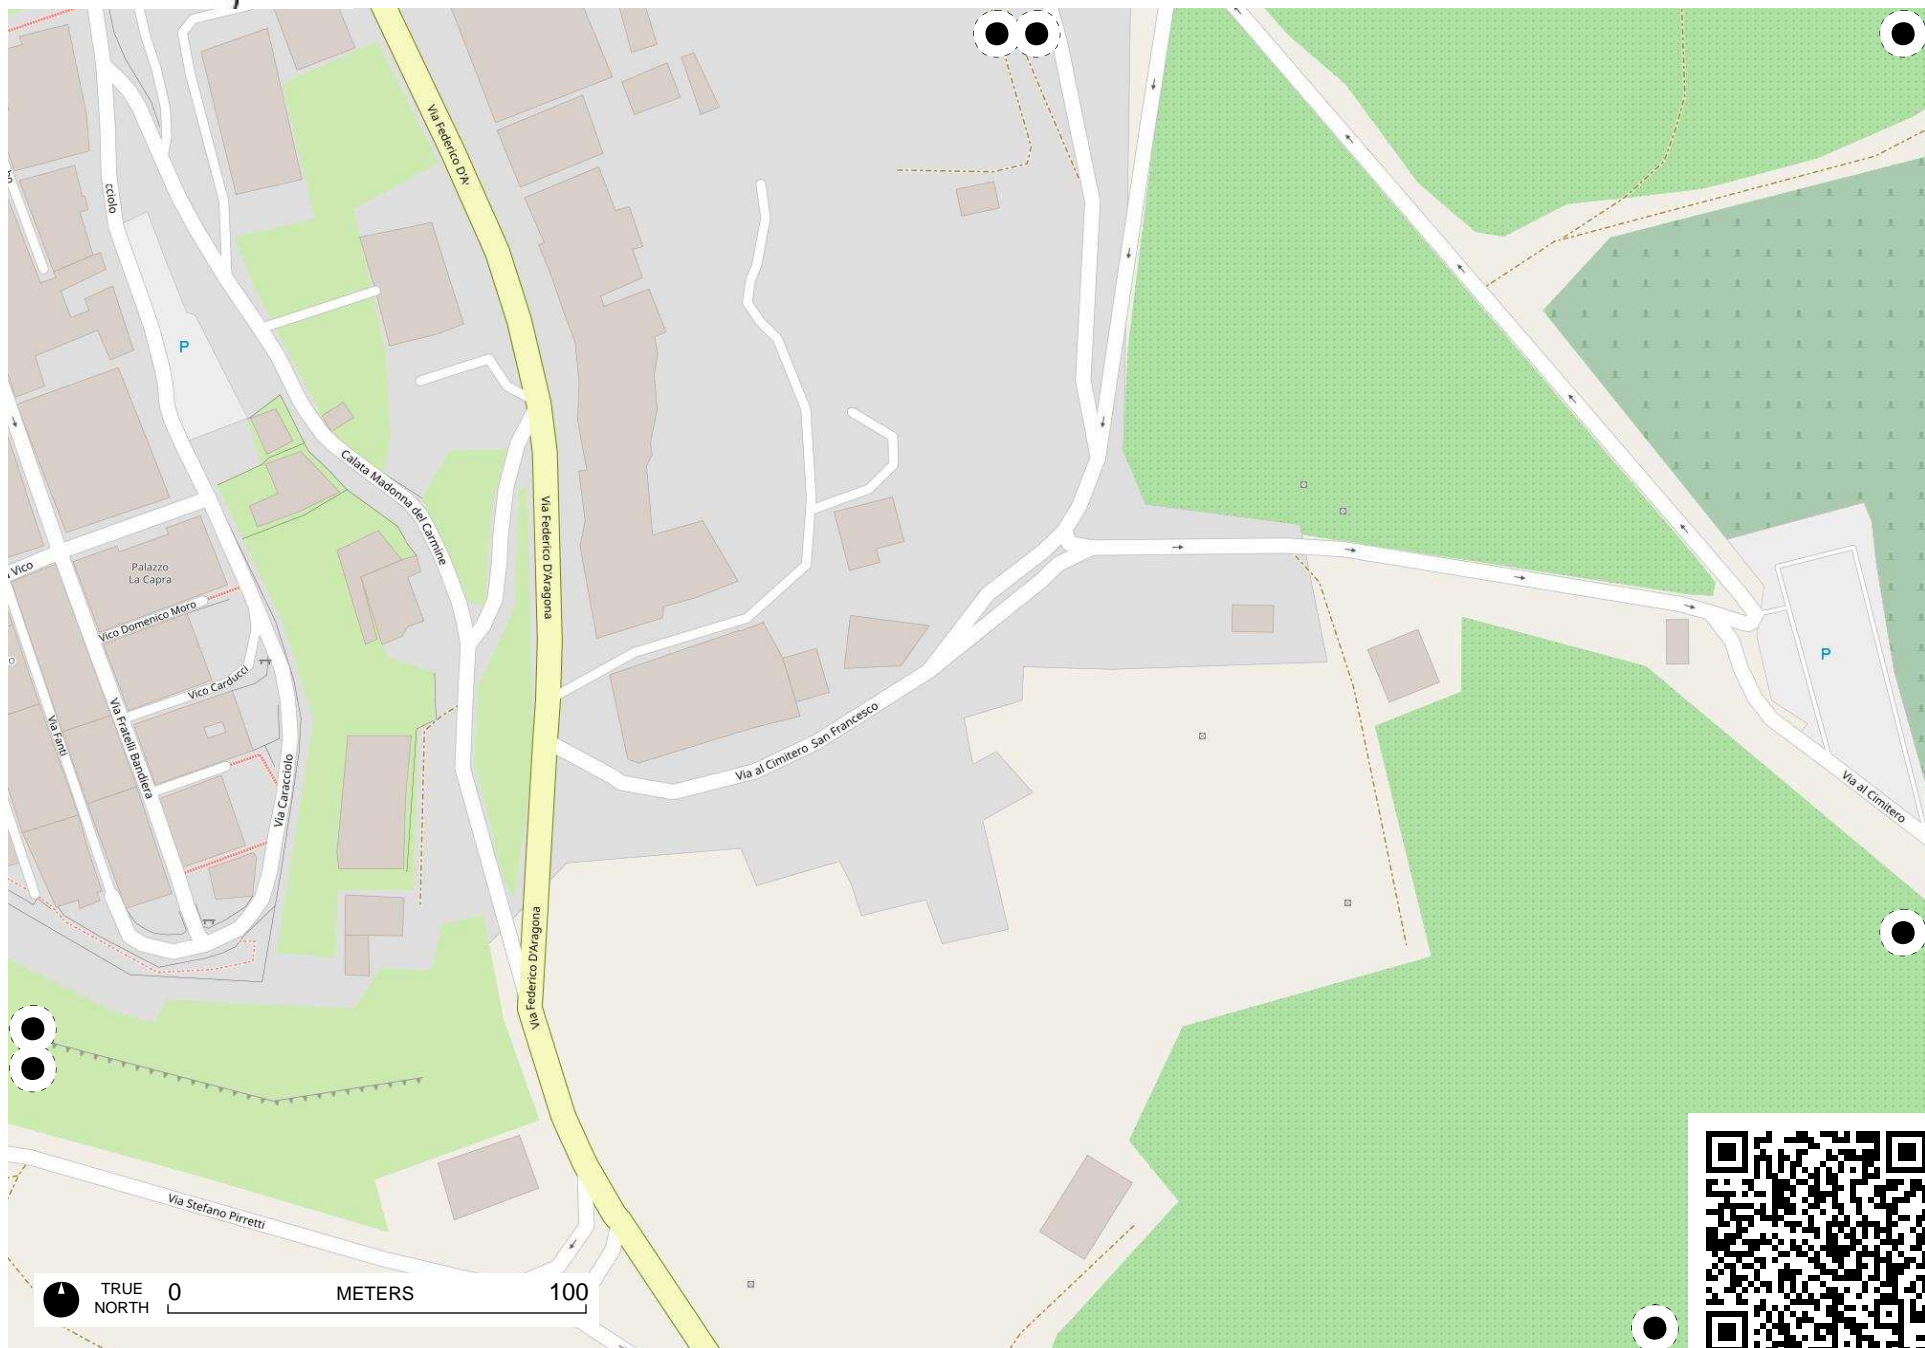 Via Federico D'A'
cciolo
P
Calata Madonna del Carmine
Via Federico D'Aragona
Vico
Palazzo
La Capra
Vico Domenico Moro
Vico Carducci
Via Fanti
Via Fratelli Bandiera
Via Caracciolo
Via al Cimitero San Francesco
P
Via al Cimitero
Via Federico D'Aragona
Via Stefano Pirretti
TRUE
NORTH
0 METERS 100